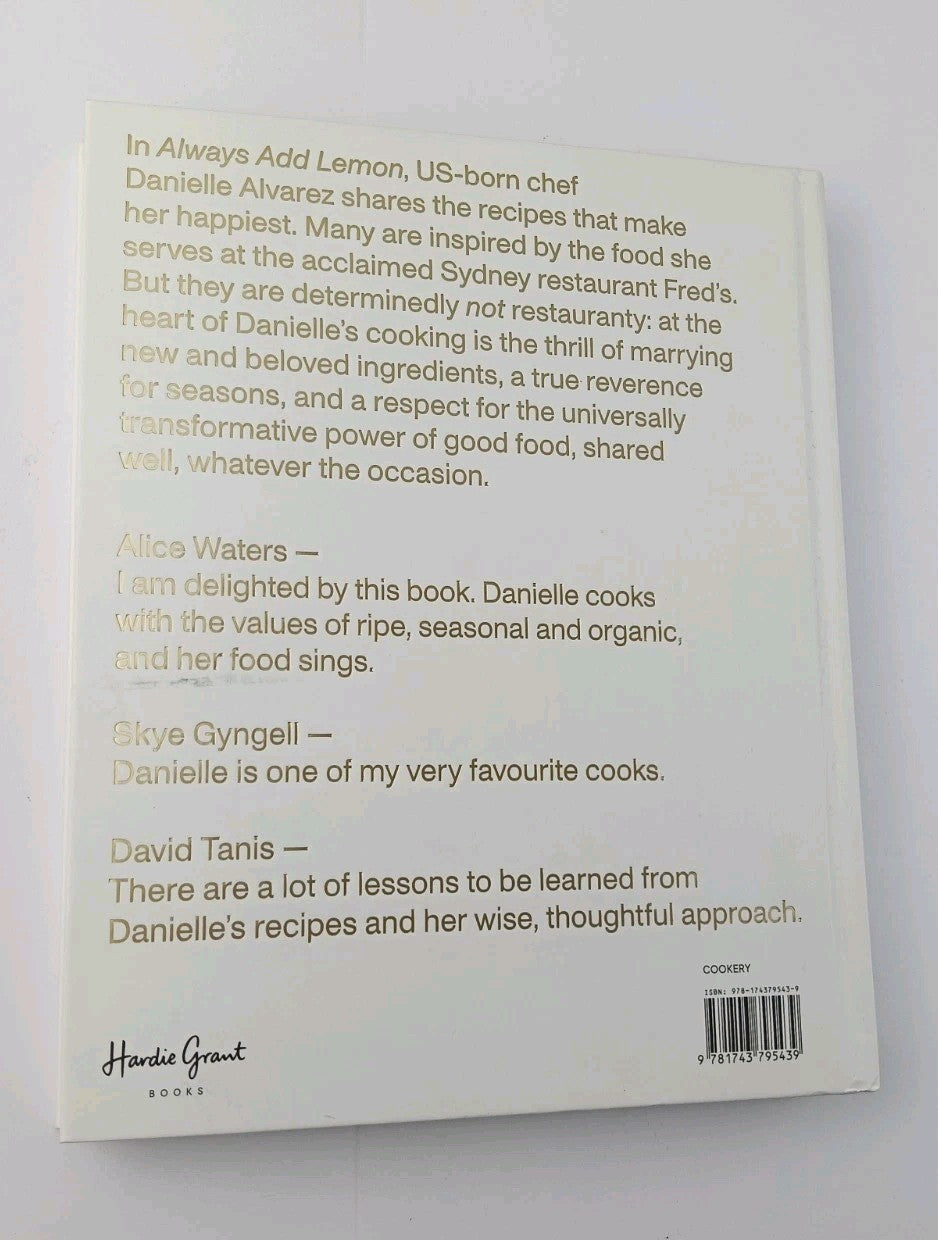 In Always Add Lemon, US-born chef
Danielle Alvarez shares the recipes that make
her happiest. Many are inspired by the food she
serves at the acclaimed Sydney restaurant Fred's.
But they are determinedly not restauranty: at the
heart of Danielle's cooking is the thrill of marrying
new and beloved ingredients, a true reverence
for seasons, and a respect for the universally
transformative power of good food, shared
well, whatever the occasion.
Alice Waters —
I am delighted by this book. Danielle cooks
with the values of ripe, seasonal and organic,
and her food sings.
Skye Gyngell —
Danielle is one of my very favourite cooks.
David Tanis —
There are a lot of lessons to be learned from
Danielle's recipes and her wise, thoughtful approach.
COOKERY
ISBN: 978-174379543-9
9 781743 795439
Hardie Grant
BOOKS